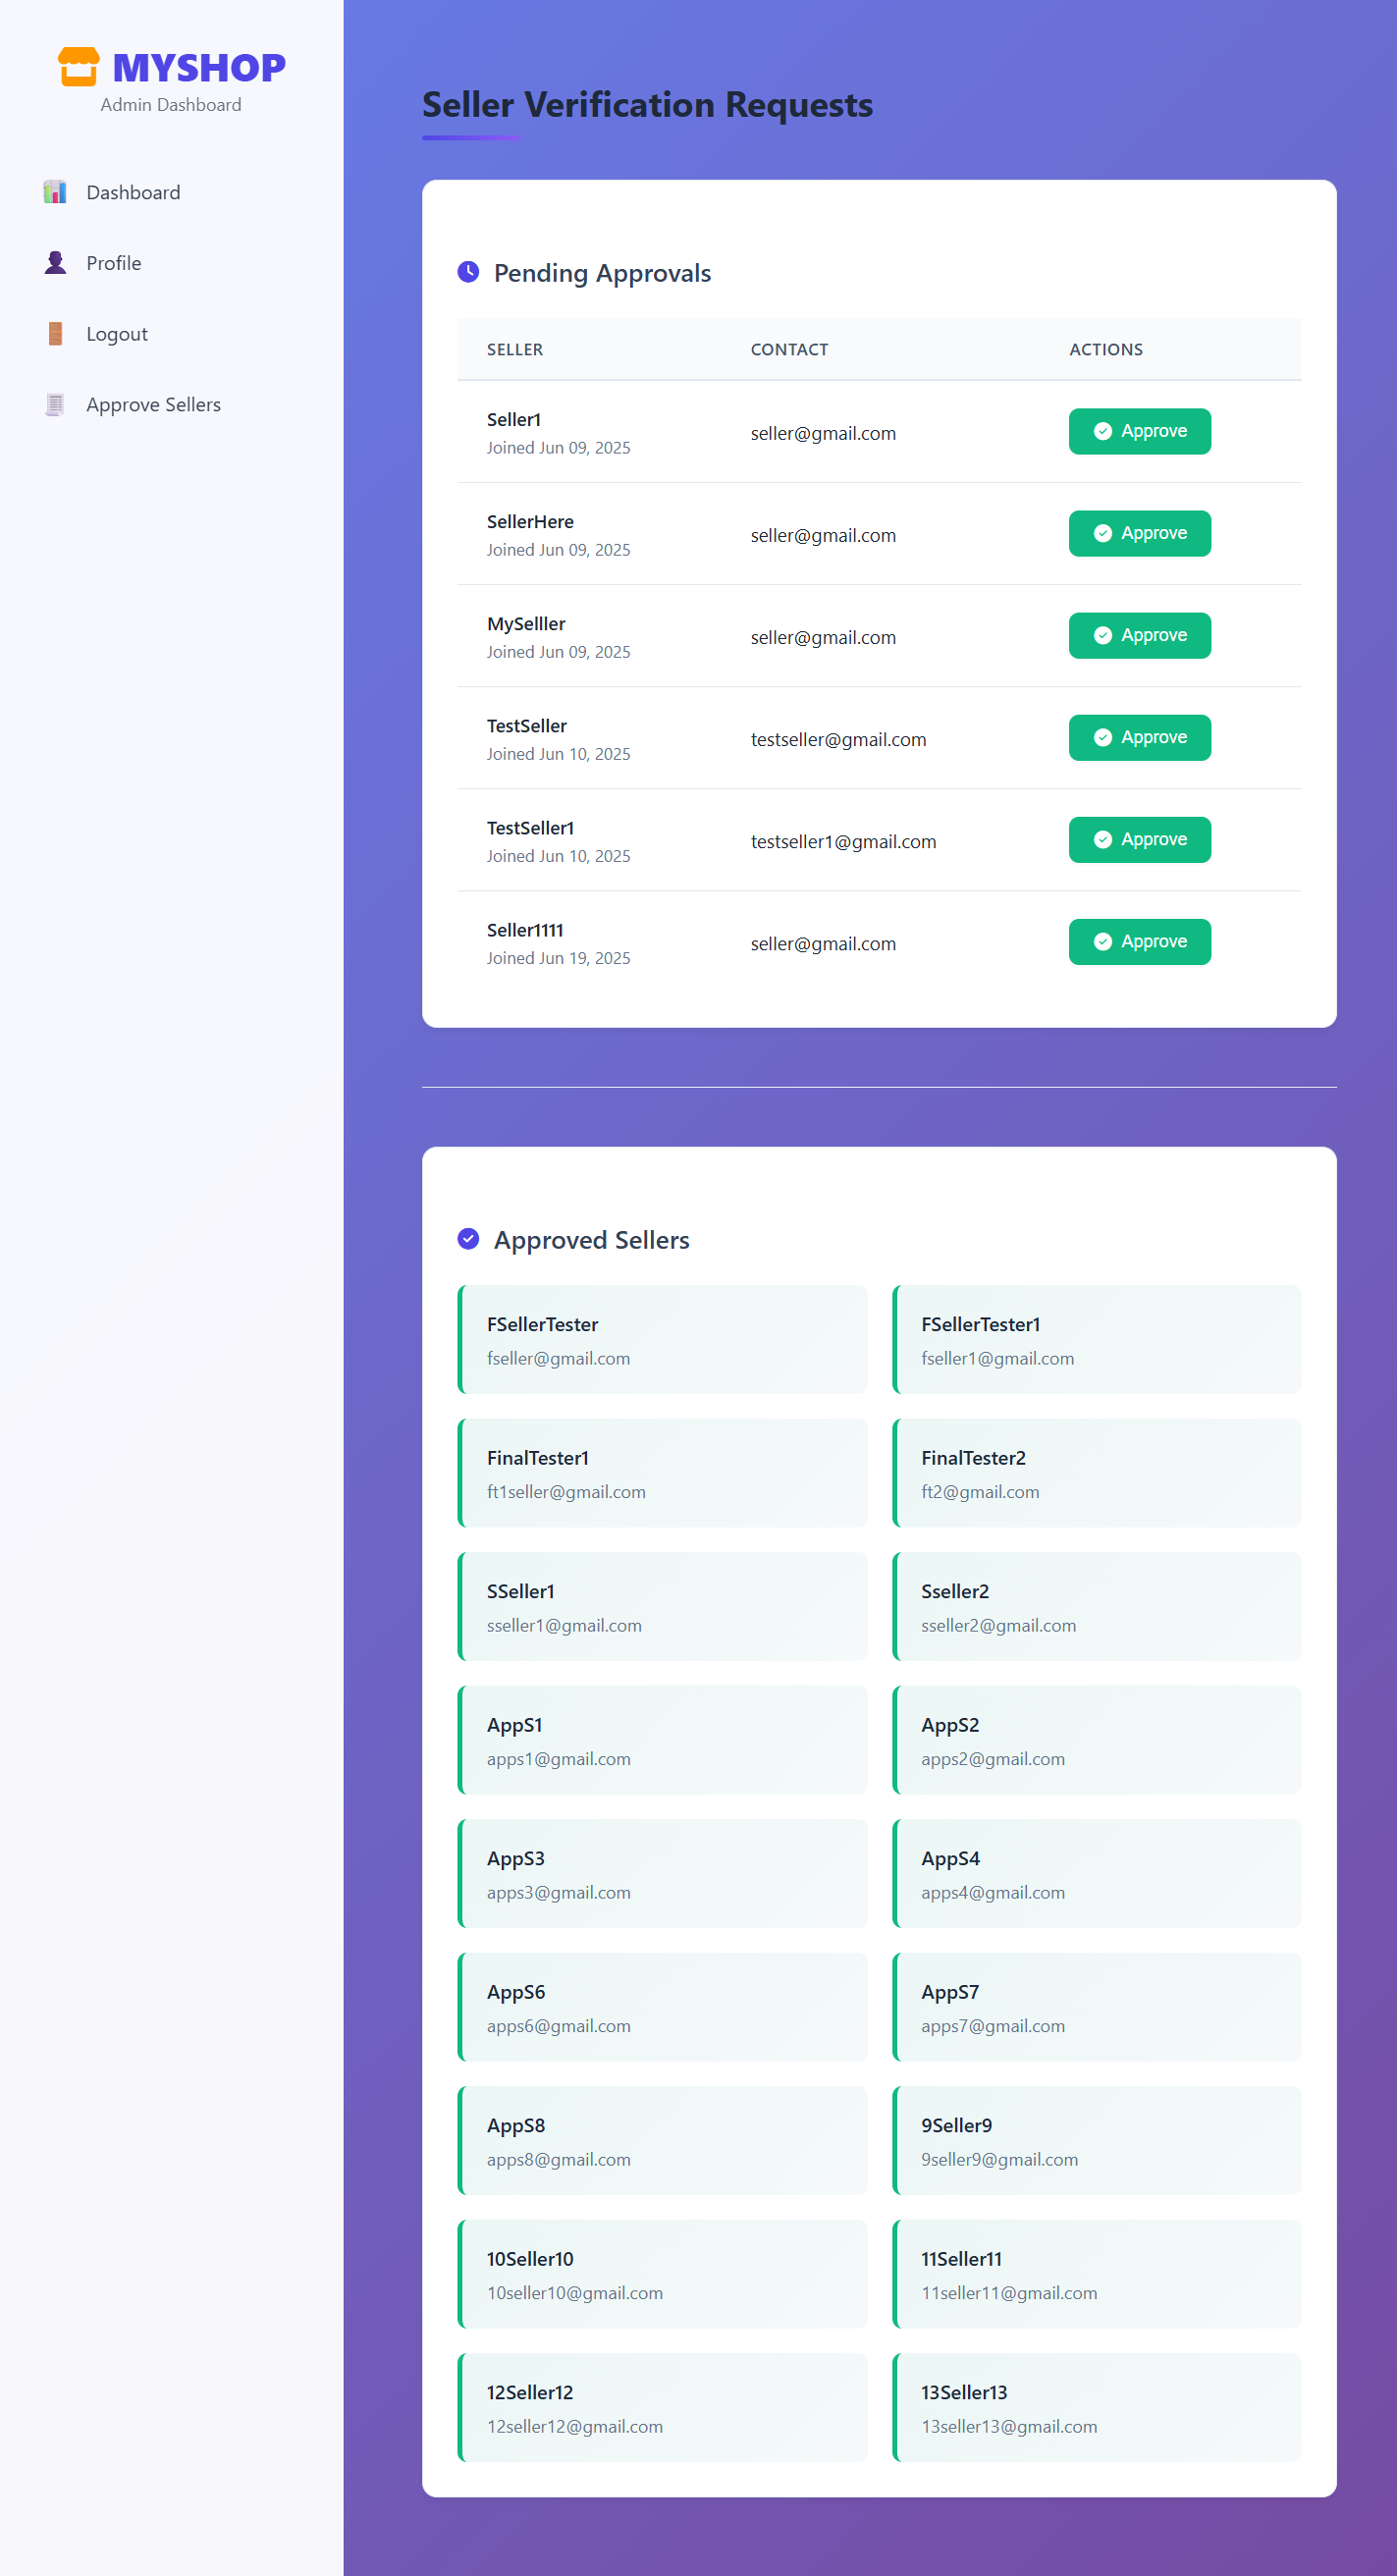 MYSHOP
Admin Dashboard
Dashboard
Profile
Logout
Approve Sellers
Seller Verification Requests
Pending Approvals
SELLER CONTACT ACTIONS
Seller1
Joined Jun 09, 2025
seller@gmail.com
Approve
SellerHere
Joined Jun 09, 2025
seller@gmail.com
Approve
MySelller
Joined Jun 09, 2025
seller@gmail.com
Approve
TestSeller
Joined Jun 10, 2025
testseller@gmail.com
Approve
TestSeller1
Joined Jun 10, 2025
testseller1@gmail.com
Approve
Seller1111
Joined Jun 19, 2025
seller@gmail.com
Approve
Approved Sellers
FSellerTester
fseller@gmail.com
FSellerTester1
fseller1@gmail.com
FinalTester1
ft1seller@gmail.com
FinalTester2
ft2@gmail.com
SSeller1
sseller1@gmail.com
Sseller2
sseller2@gmail.com
AppS1
apps1@gmail.com
AppS2
apps2@gmail.com
AppS3
apps3@gmail.com
AppS4
apps4@gmail.com
AppS6
apps6@gmail.com
AppS7
apps7@gmail.com
AppS8
apps8@gmail.com
9Seller9
9seller9@gmail.com
10Seller10
10seller10@gmail.com
11Seller11
11seller11@gmail.com
12Seller12
12seller12@gmail.com
13Seller13
13seller13@gmail.com